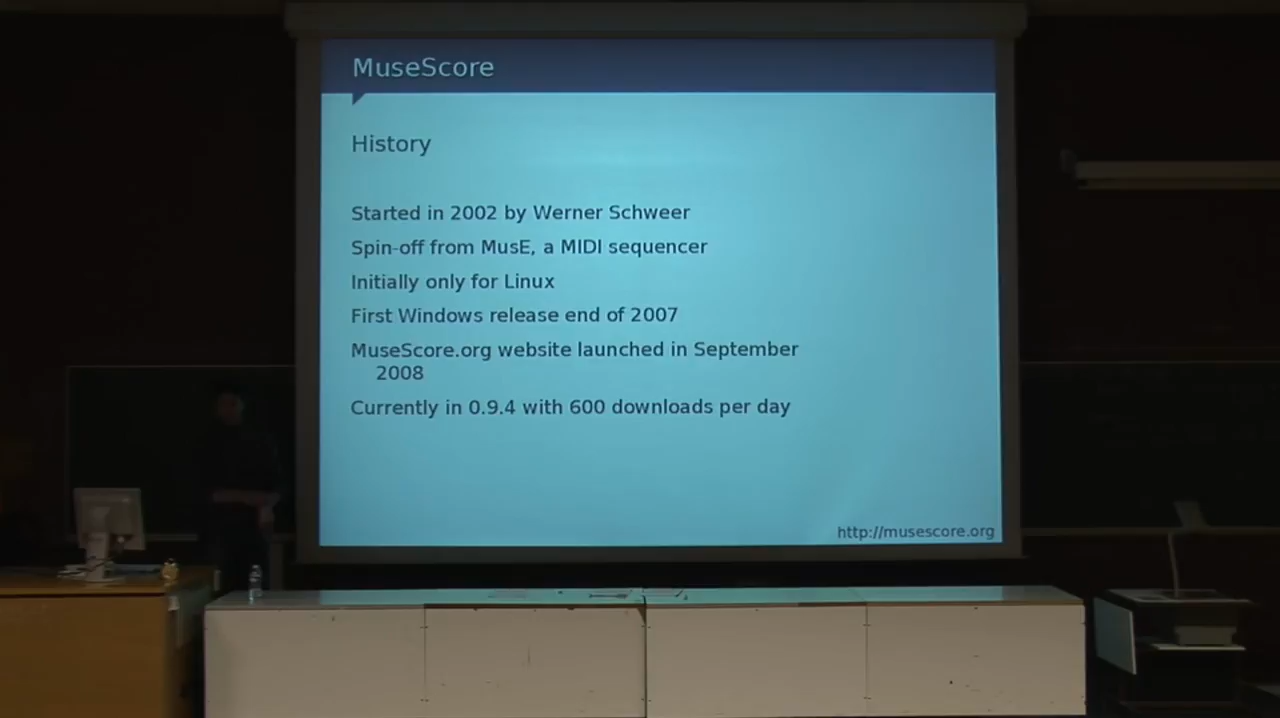 MuseScore
History
Started in 2002 by Werner Schweer
Spin-off from MusE, a MIDI sequencer
Initially only for Linux
First Windows release end of 2007
MuseScore.org website launched in September
2008
Currently in 0.9.4 with 600 downloads per day
http://musescore.org